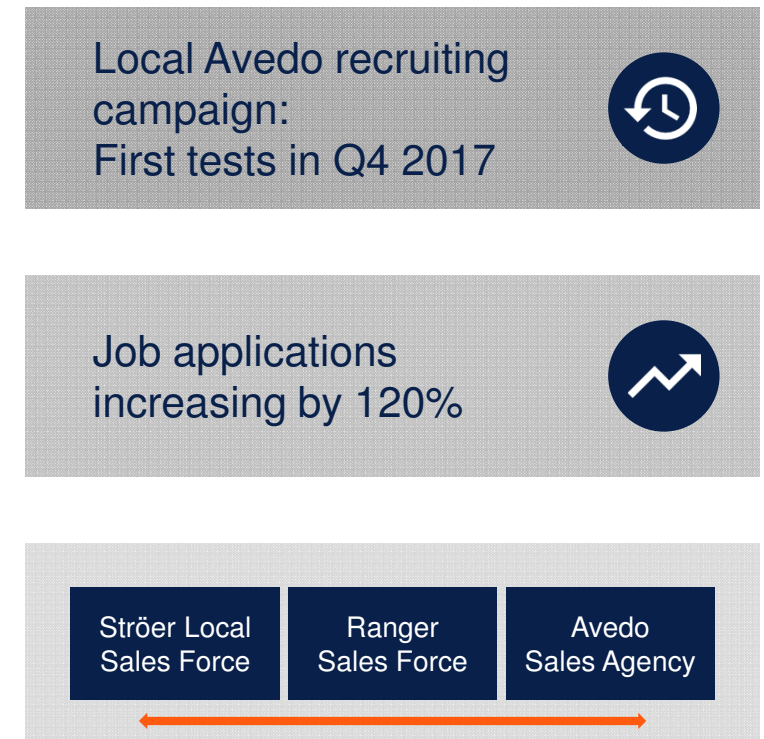 Local Avedo recruiting
campaign:
First tests in Q4 2017
Job applications
increasing by 120%
Ströer Local
Sales Force
Ranger
Sales Force
Avedo
Sales Agency